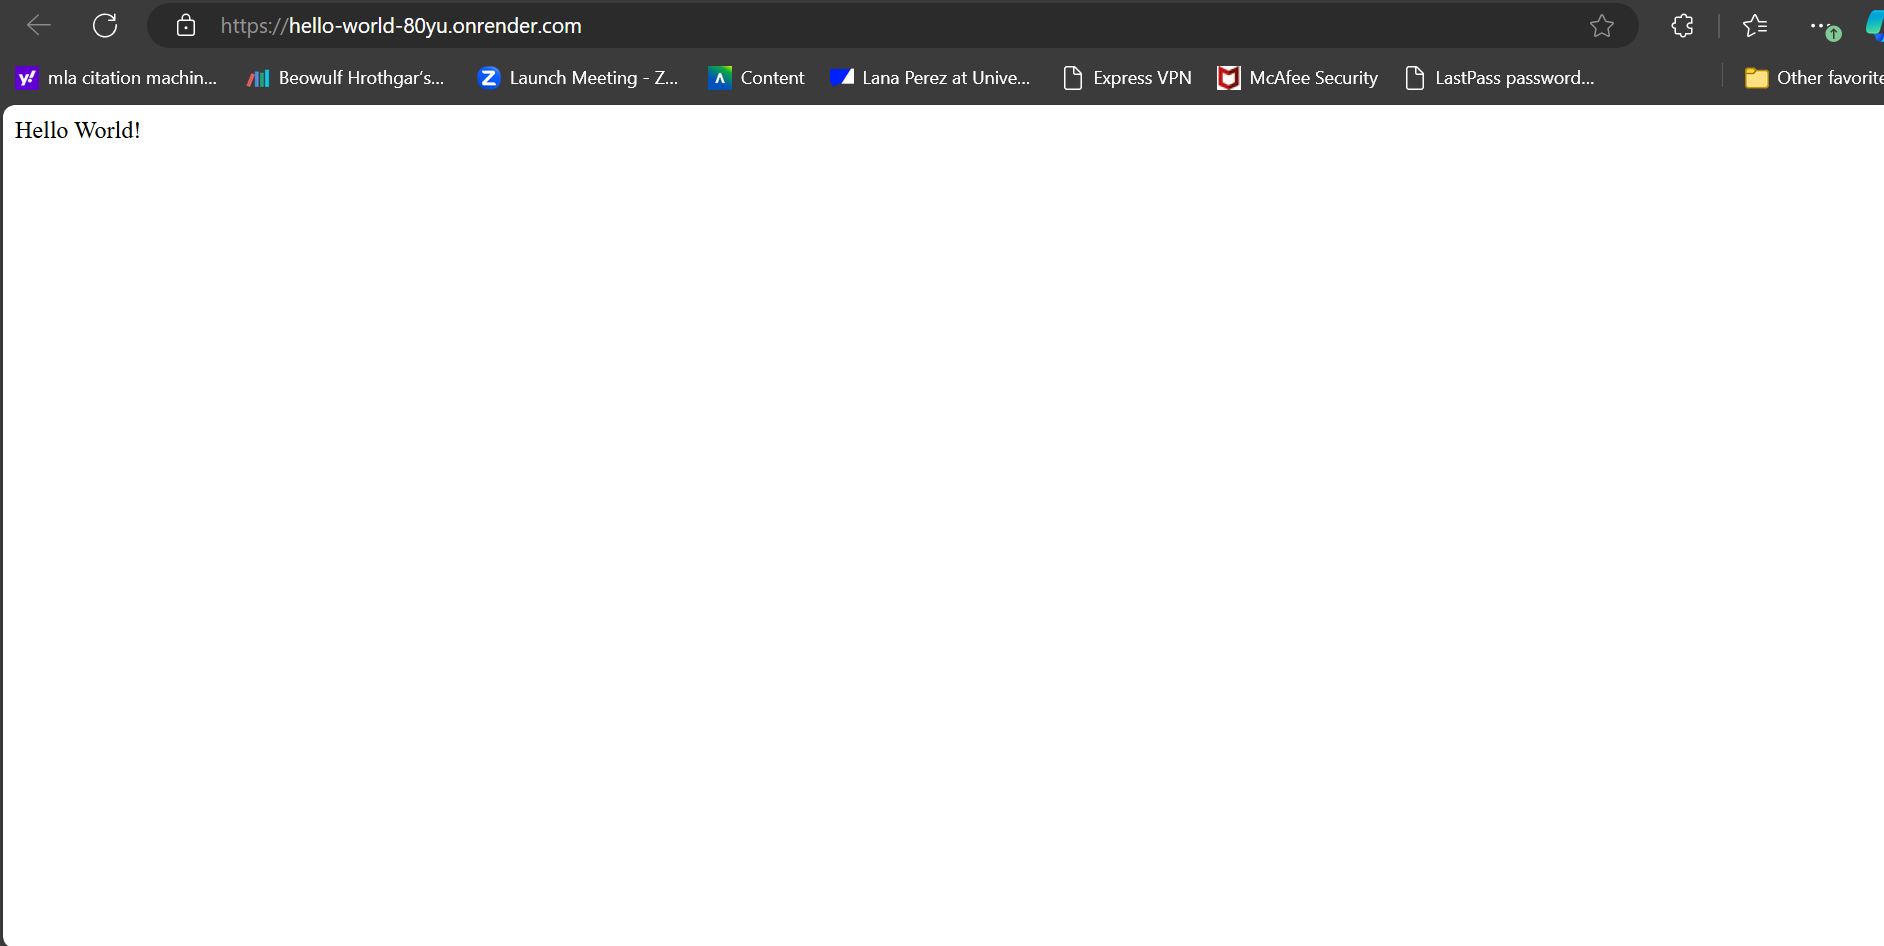 https://hello-world-80yu.onrender.com
mla citation machin... Beowulf Hrothgar's... Launch Meeting - Z... Content Lana Perez at Unive... Express VPN McAfee Security LastPass password... Other favorite
Hello World!